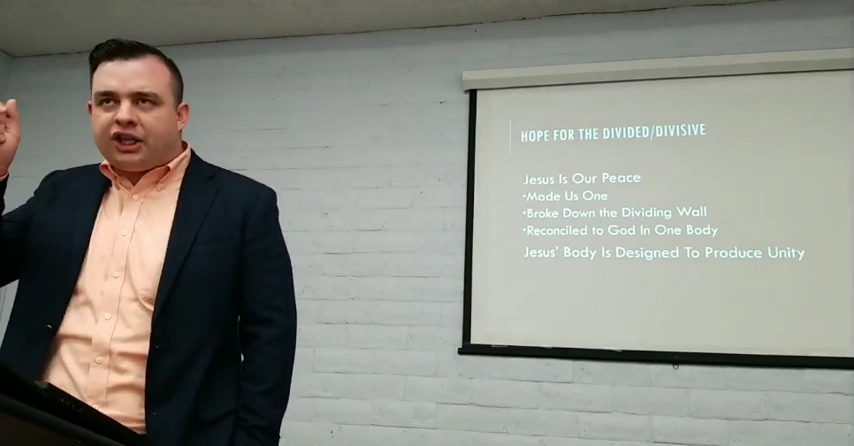 HOPE FOR THE DIVIDED/DIVISIVE
Jesus Is Our Peace
•Made Us One
•Broke Down the Dividing Wall
•Reconciled to God In One Body
Jesus' Body Is Designed To Produce Unity